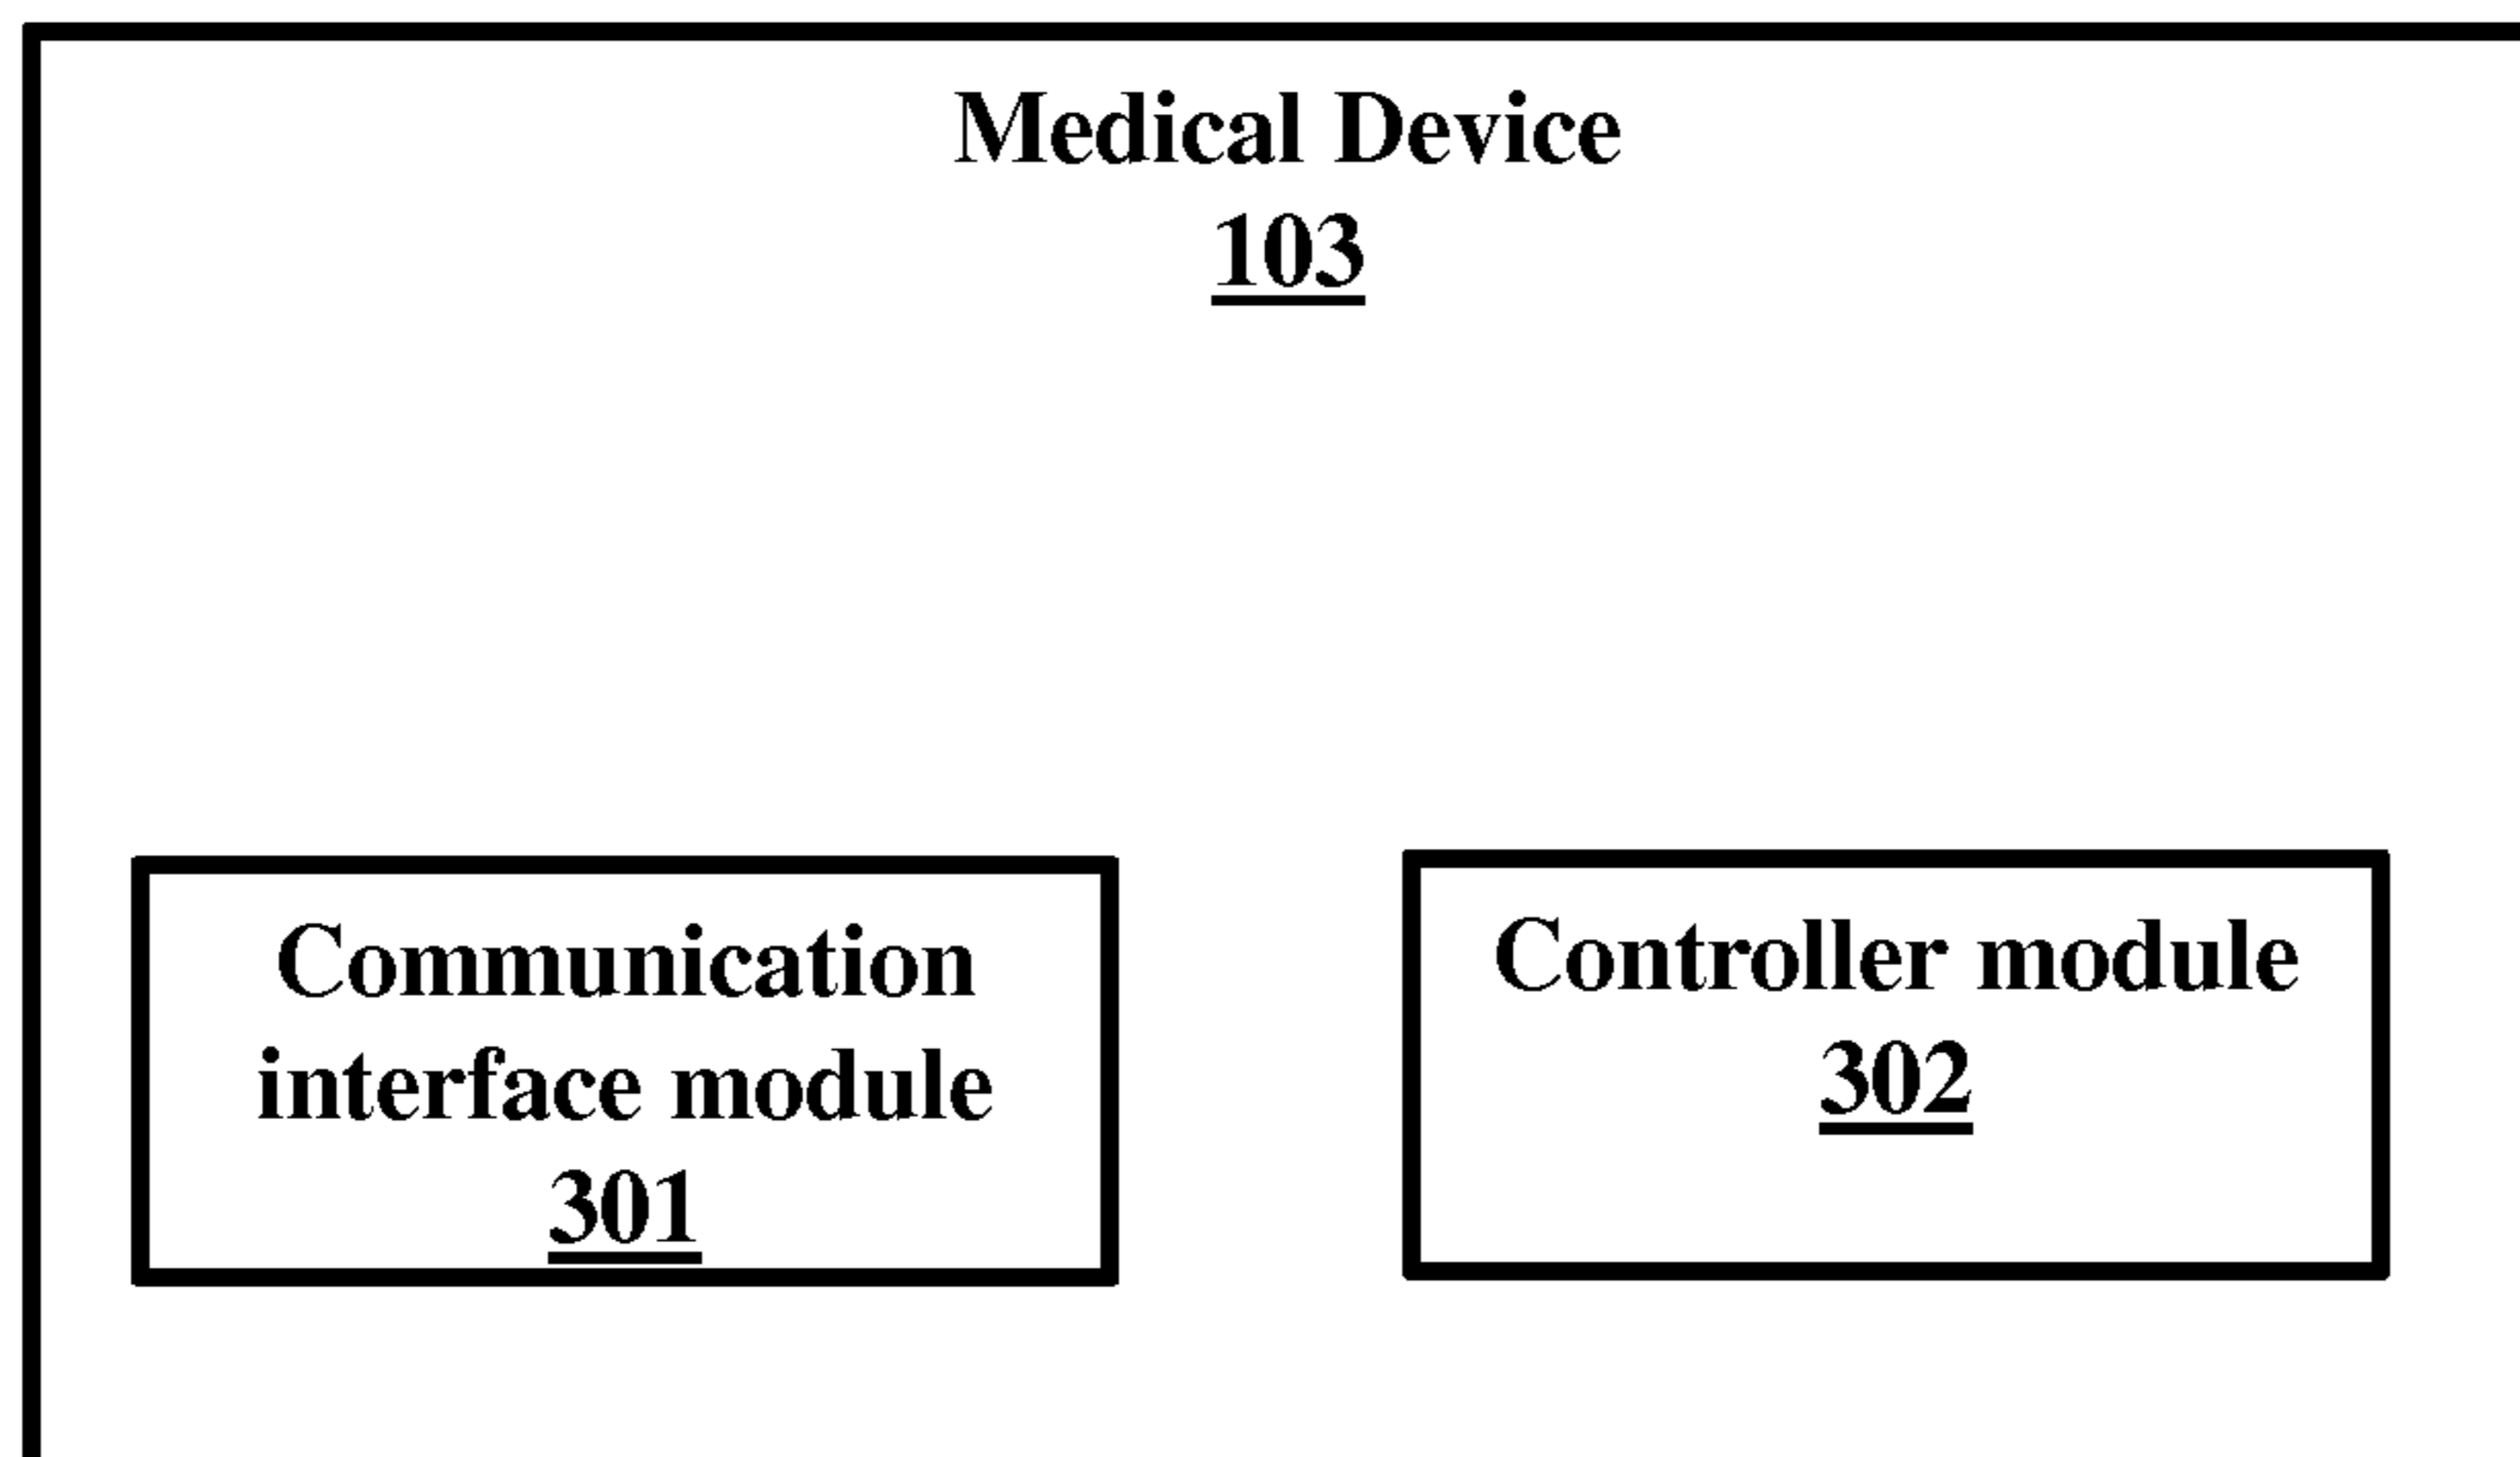 Medical Device
103
Communication
interface module
301
Controller module
302